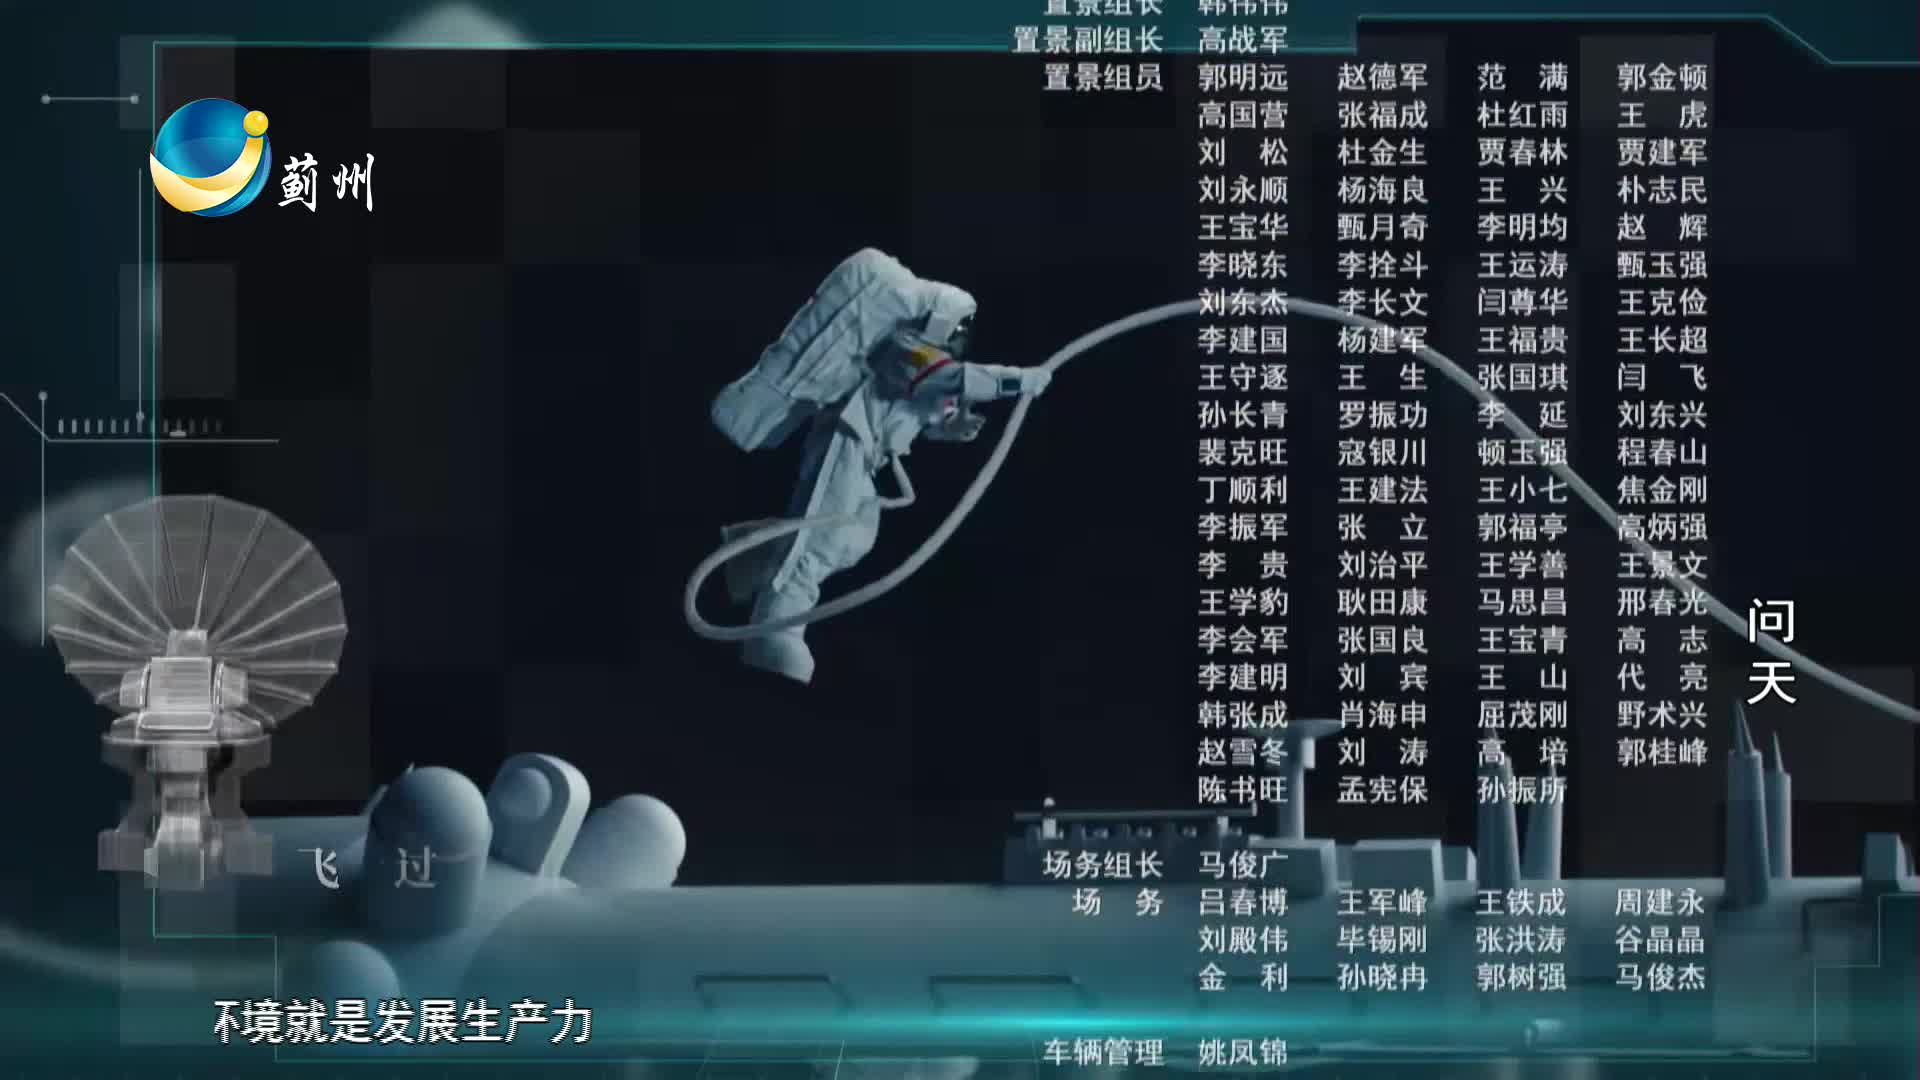 置景组长 韩伟伟
置景副组长 高战军
置景组员 郭明远 赵德军 范 满 郭金顿
高国营 张福成 杜红雨 王 虎
刘 松 杜金生 贾春林 贾建军
刘永顺 杨海良 王 兴 朴志民
王宝华 甄月奇 李明均 赵 辉
李晓东 李拴斗 王运涛 甄玉强
刘东杰 李长文 闫尊华 王克俭
李建国 杨建军 王福贵 王长超
王守逐 王 生 张国琪 闫 飞
孙长青 罗振功 李 延 刘东兴
裴克旺 寇银川 顿玉强 程春山
丁顺利 王建法 王小七 焦金刚
李振军 张 立 郭福亭 高炳强
李 贵 刘治平 王学善 王景文
王学豹 耿田康 马思昌 邢春光
李会军 张国良 王宝青 高 志
李建明 刘 宾 王 山 代 亮
韩张成 肖海申 屈茂刚 野术兴
赵雪冬 刘 涛 高 培 郭桂峰
陈书旺 孟宪保 孙振所
场务组长 马俊广
场 务 吕春博 王军峰 王铁成 周建永
刘殿伟 毕锡刚 张洪涛 谷晶晶
金 利 孙晓冉 郭树强 马俊杰
车辆管理 姚凤锦
蓟州
问天
飞 过
环境就是发展生产力